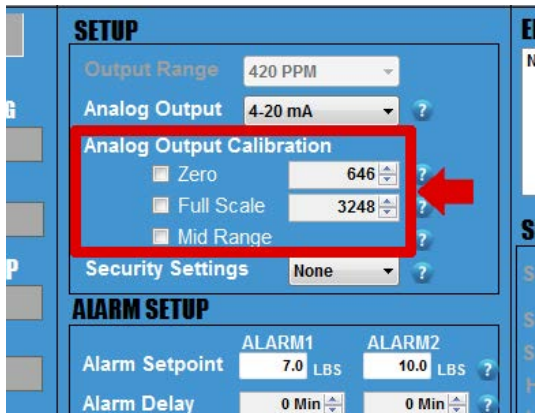 SETUP
Output Range 420 PPM
Analog Output 4-20 mA ?
Analog Output Calibration
Zero 646 ?
Full Scale 3248 ?
Mid Range ?
Security Settings None ?
ALARM SETUP
ALARM1 ALARM2
Alarm Setpoint 7.0 LBS 10.0 LBS ?
Alarm Delay 0 Min 0 Min ?